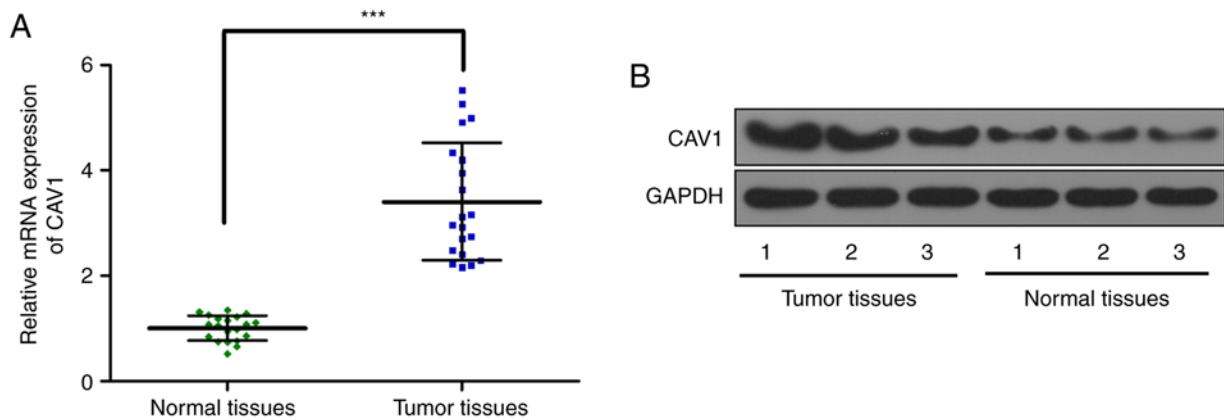 A
***
Relative mRNA expression
of CAV1
6
4
2
0
Normal tissues
Tumor tissues
B
CAV1
GAPDH
1 2 3 1 2 3
Tumor tissues Normal tissues